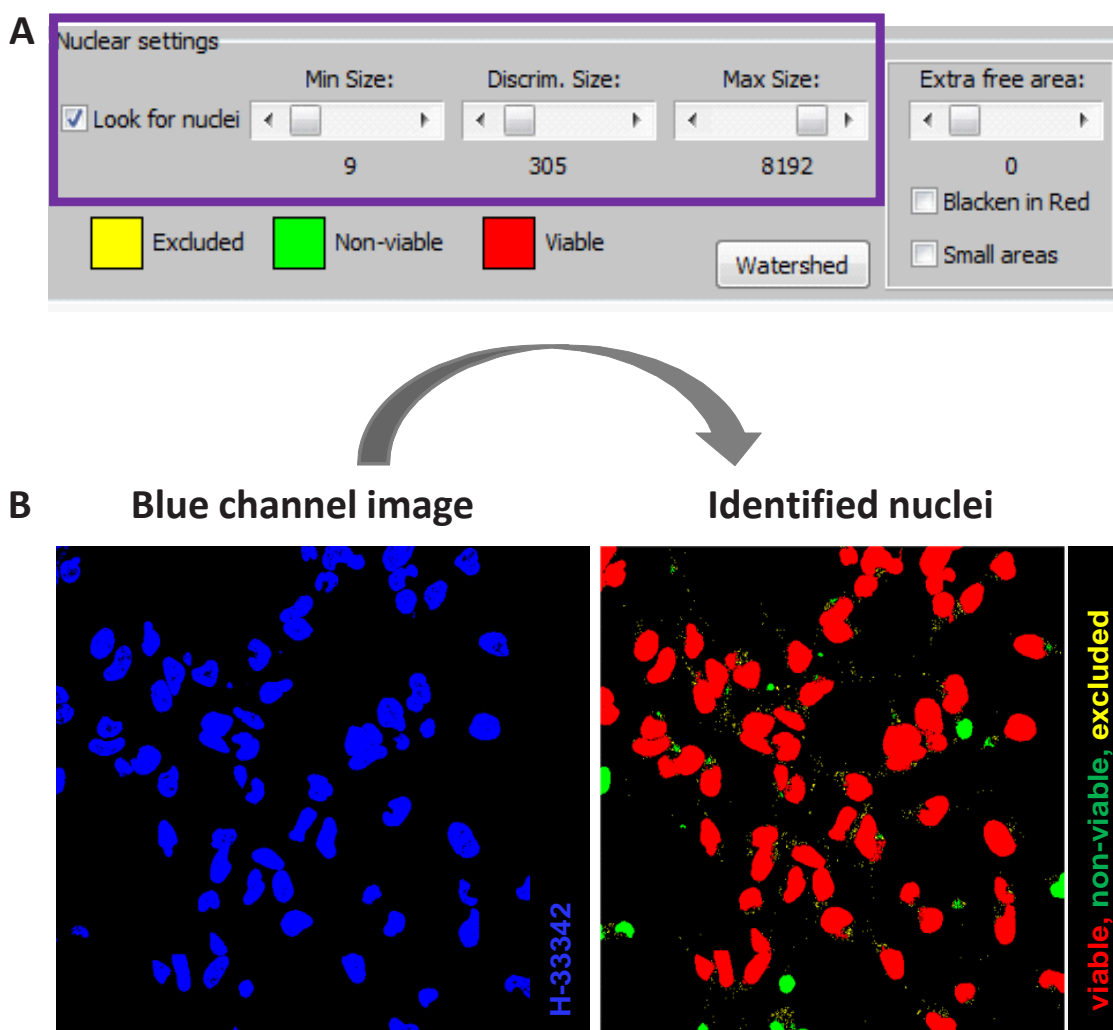 A
Nuclear settings
Min Size: Discrim. Size: Max Size: Extra free area:
Look for nuclei
9 305 8192 0
Blacken in Red
Excluded Non-viable Viable
Watershed
Small areas
B Blue channel image Identified nuclei
H-33342
viable, non-viable, excluded